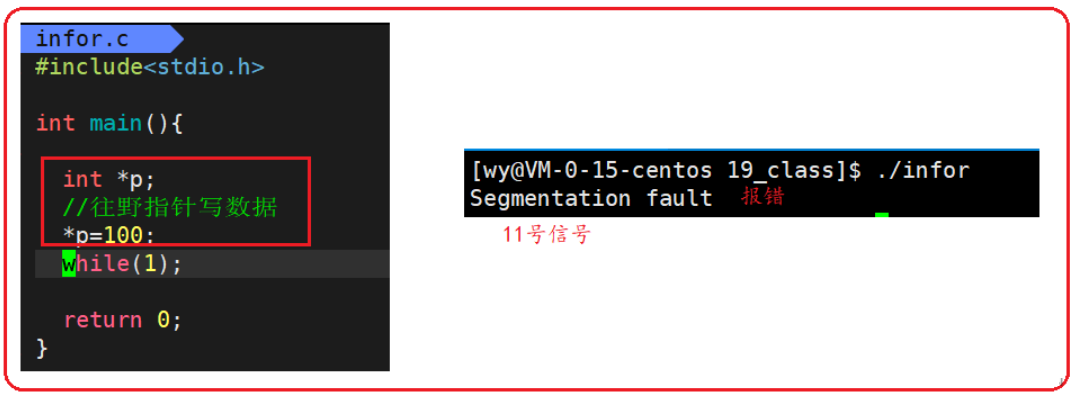 infor.c
#include<stdio.h>
int main(){
int *p;
//往野指针写数据
*p=100;
while(1);
return 0;
}
[wy@VM-0-15-centos 19_class]$ ./infor
Segmentation fault 报错
11号信号